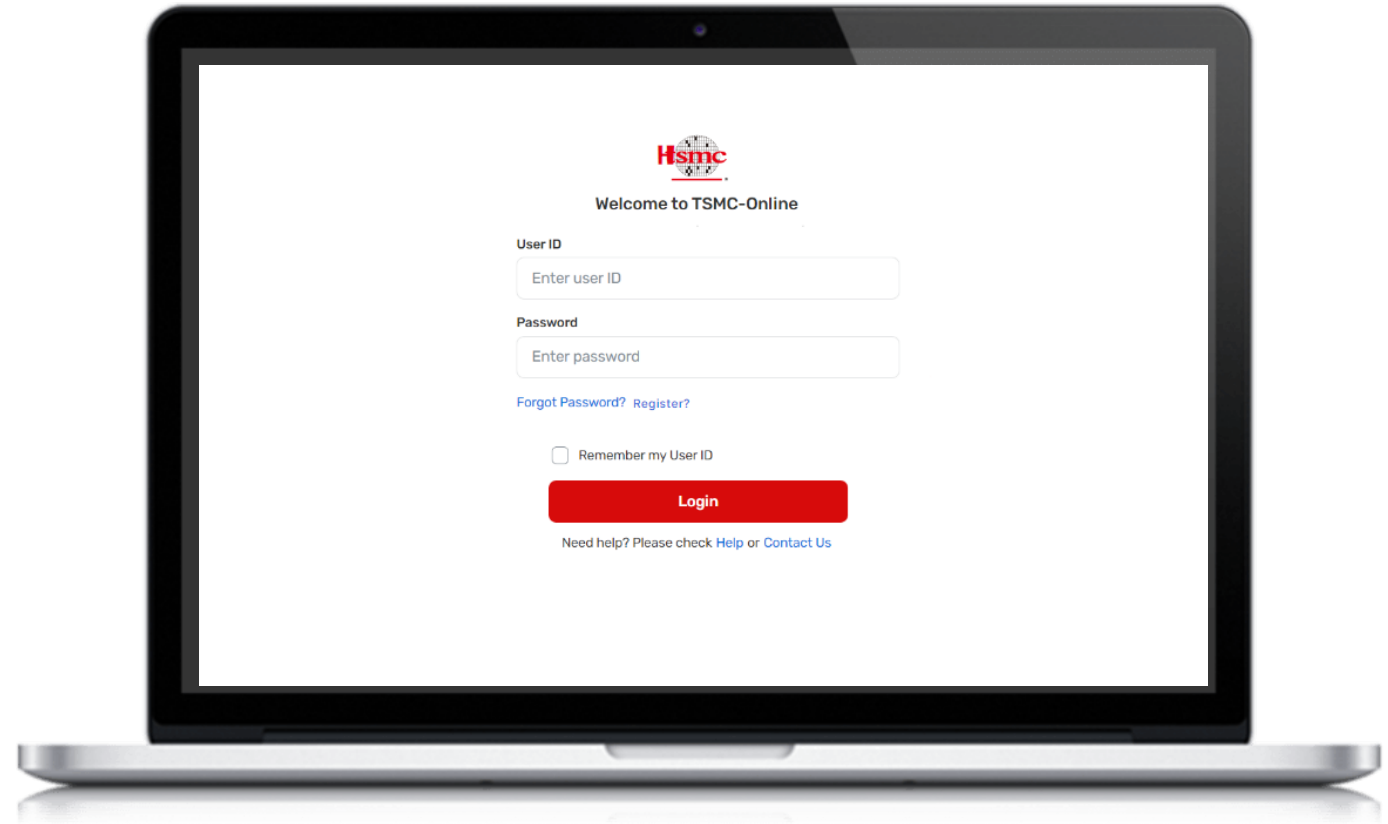 Htsmc
Welcome to TSMC-Online
User ID
Enter user ID
Password
Enter password
Forgot Password? Register?
Remember my User ID
Login
Need help? Please check Help or Contact Us